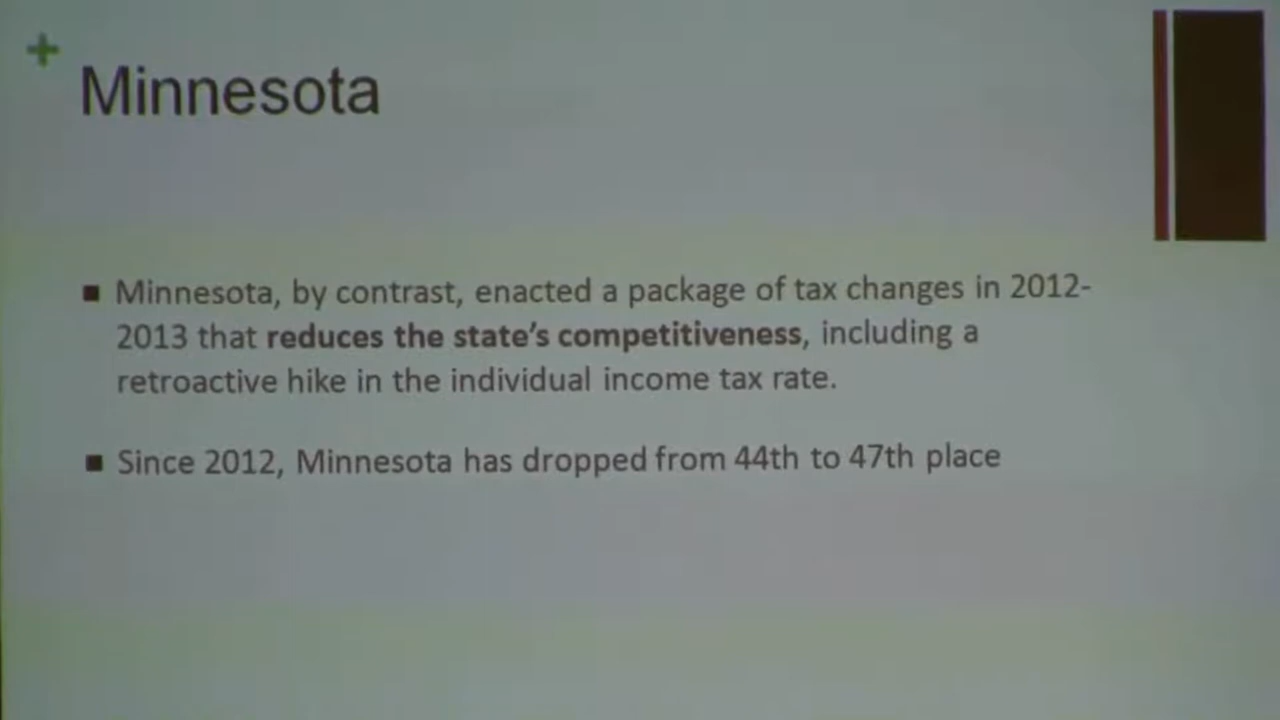 Minnesota
Minnesota, by contrast, enacted a package of tax changes in 2012-
2013 that reduces the state's competitiveness, including a
retroactive hike in the individual income tax rate.
Since 2012, Minnesota has dropped from 44th to 47th place